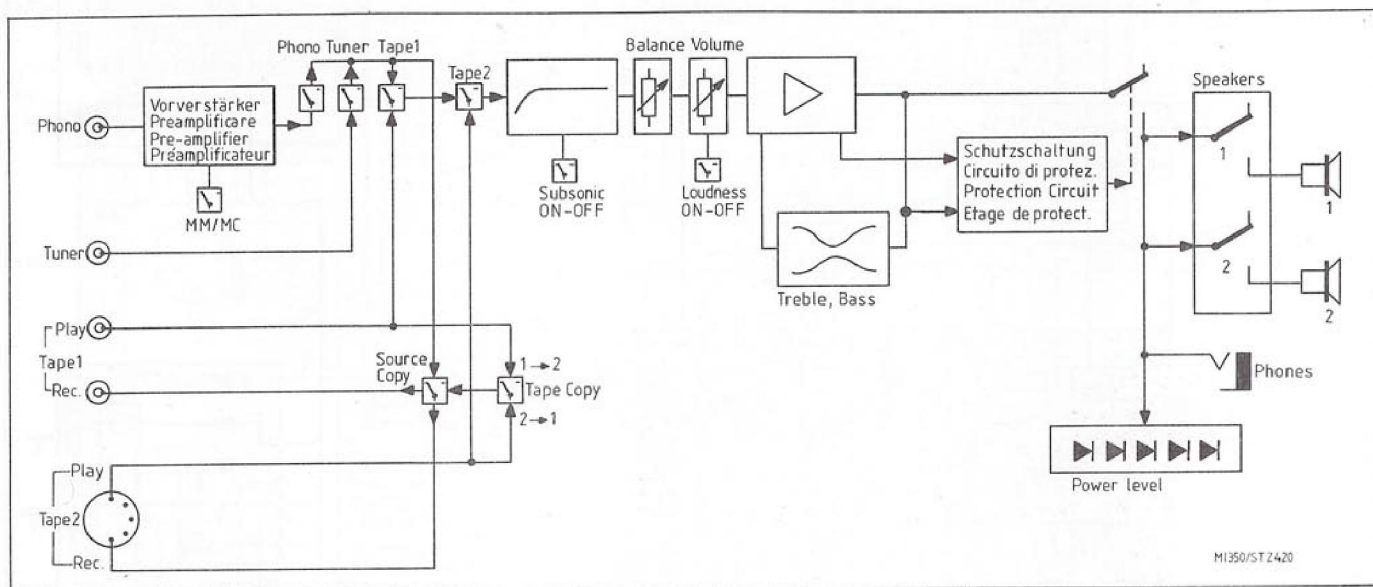 Phono Tuner Tape1
Tape2
Balance Volume
Speakers
Phono
Vorverstärker
Preamplificare
Pre-amplifier
Préamplificateur
MM/MC
Subsonic
ON-OFF
Loudness
ON-OFF
Schutzschaltung
Circuito di protez.
Protection Circuit
Etage de protect.
1
1
2
2
Treble, Bass
Tuner
Play
Tape1
Rec.
Source
Copy
1→2
Tape Copy
2→1
Phones
Power level
Play
Tape2
Rec.
MI350/STZ420